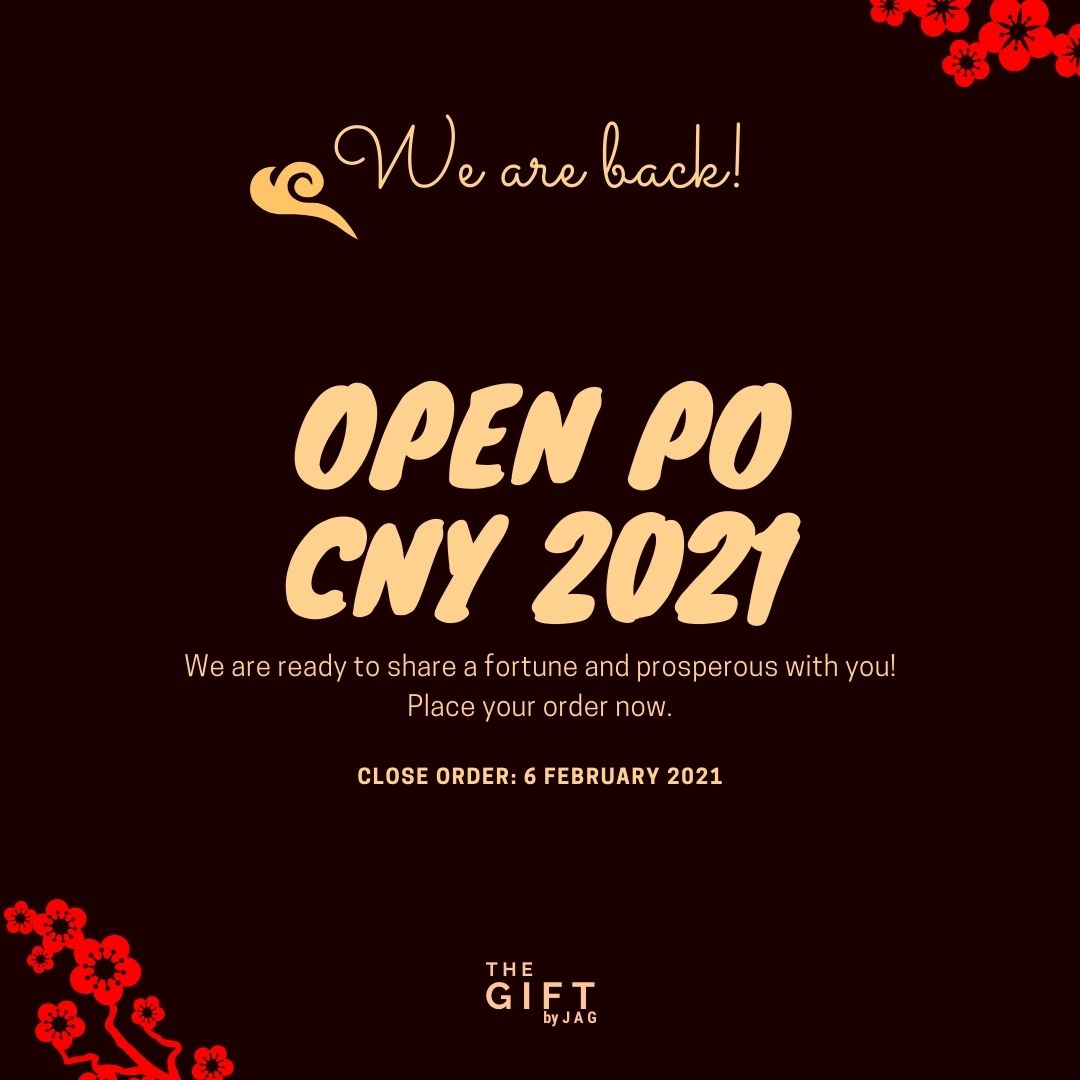 We are back!
OPEN PO
CNY 2021
We are ready to share a fortune and prosperous with you!
Place your order now.
CLOSE ORDER: 6 FEBRUARY 2021
THE
GIFT
by JAG